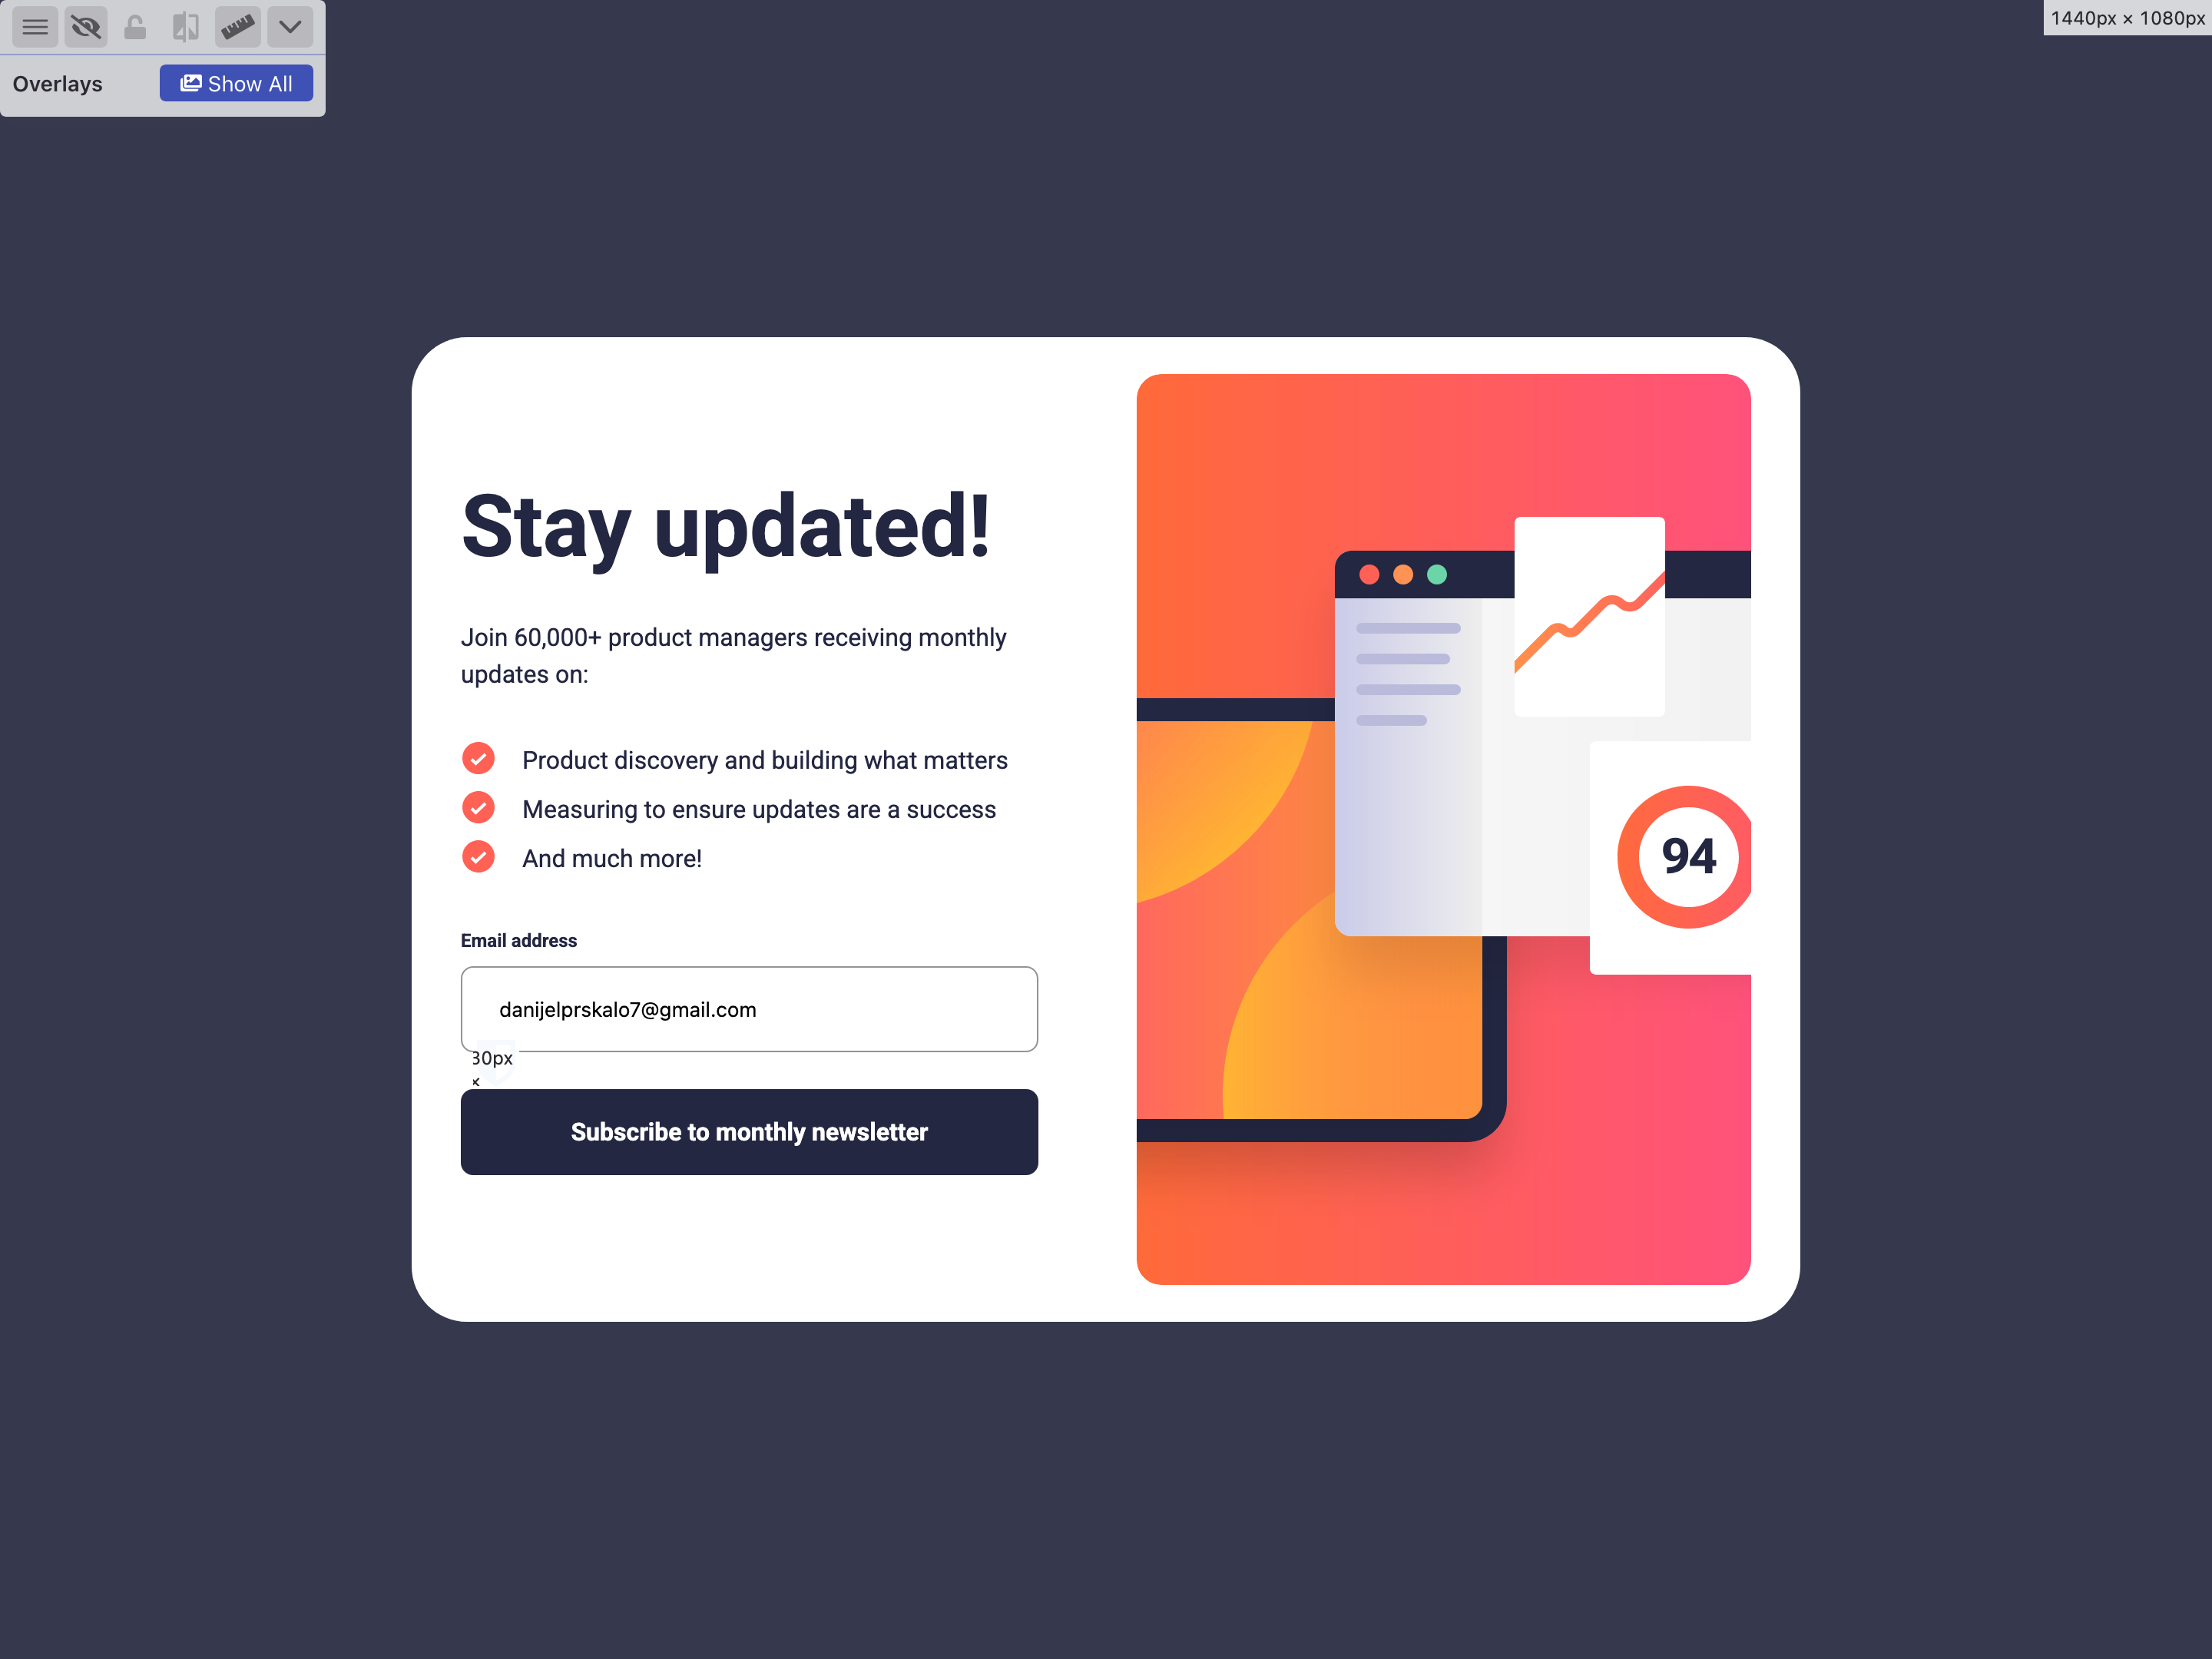 1440px × 1080px
Overlays
Show All
Stay updated!
Join 60,000+ product managers receiving monthly
updates on:
Product discovery and building what matters
Measuring to ensure updates are a success
And much more!
94
Email address
danijelprskalo7@gmail.com
30px
×
Subscribe to monthly newsletter